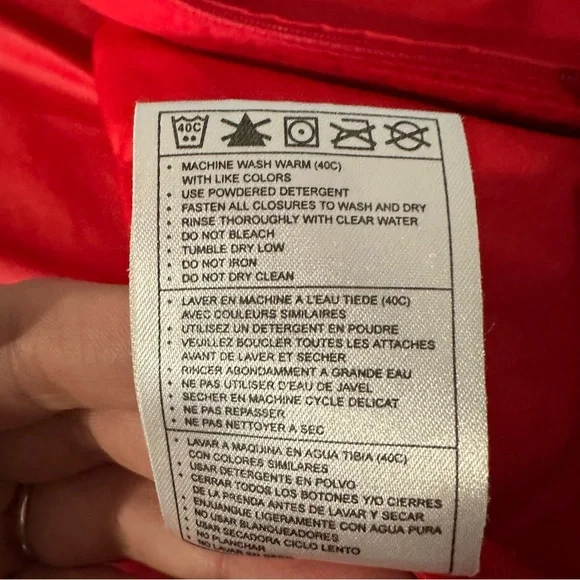 40C
• MACHINE WASH WARM (40C)
WITH LIKE COLORS
• USE POWDERED DETERGENT
• FASTEN ALL CLOSURES TO WASH AND DRY
• RINSE THOROUGHLY WITH CLEAR WATER
• DO NOT BLEACH
• TUMBLE DRY LOW
• DO NOT IRON
• DO NOT DRY CLEAN
• LAVER EN MACHINE A L'EAU TIEDE (40C)
AVEC COULEURS SIMILAIRES
• UTILISEZ UN DETERGENT EN POUDRE
• VEUILLEZ BOUCLER TOUTES LES ATTACHES
AVANT DE LAVER ET SECHER
• RINCER ABONDAMMENT A GRANDE EAU
• NE PAS UTILISER D'EAU DE JAVEL
• SECHER EN MACHINE CYCLE DELICAT
• NE PAS REPASSER
• NE PAS NETTOYER A SEC
• LAVAR A MAQUINA EN AGUA TIBIA (40C)
CON COLORES SIMILARES
• USAR DETERGENTE EN POLVO
• CERRAR TODOS LOS BOTONES Y/O CIERRES
DE LA PRENDA ANTES DE LAVAR Y SECAR
• ENJUANGUE LIGERAMENTE CON AGUA PURA
• NO USAR BLANQUEADORES
• USAR SECADORA CICLO LENTO
• NO PLANCHAR
• NO LAVAR EN